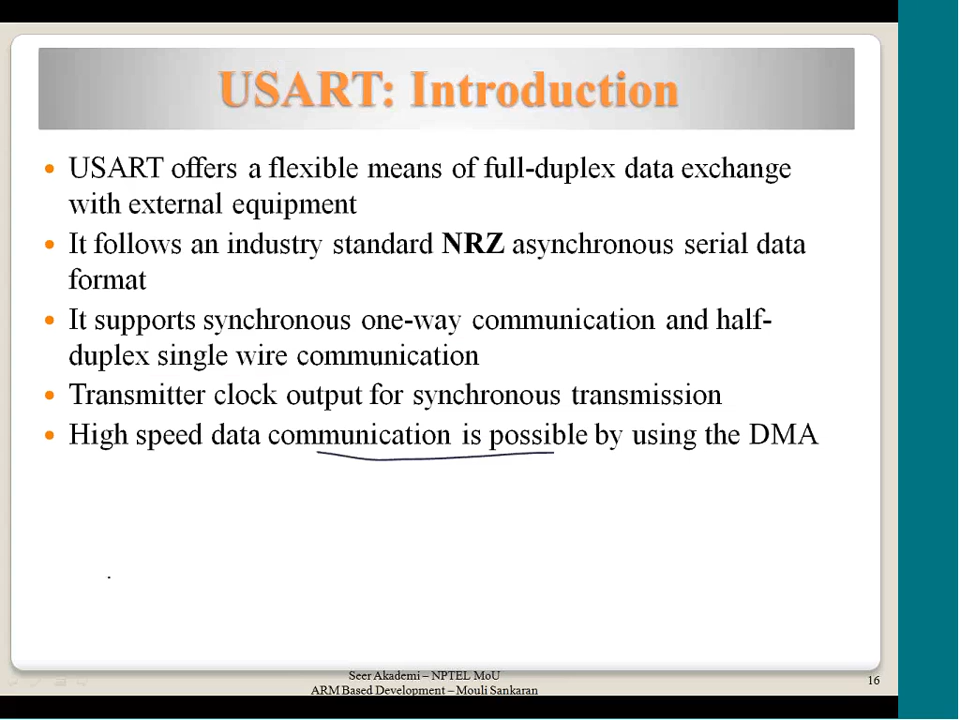 USART: Introduction
• USART offers a flexible means of full-duplex data exchange
with external equipment
• It follows an industry standard NRZ asynchronous serial data
format
• It supports synchronous one-way communication and half-
duplex single wire communication
• Transmitter clock output for synchronous transmission
• High speed data communication is possible by using the DMA
Seer Akademi – NPTEL MoU
ARM Based Development – Mouli Sankaran
16